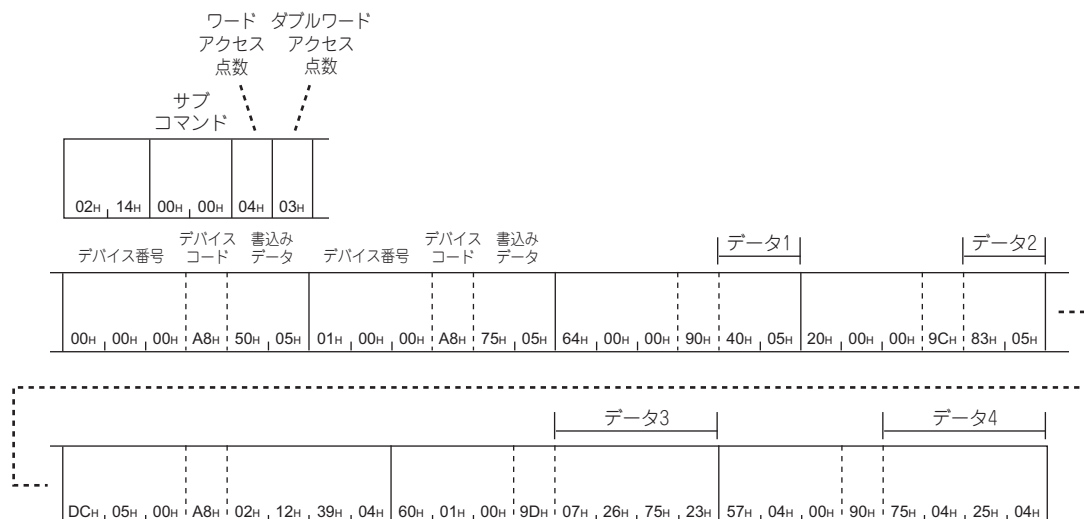 ワード ダブルワード
アクセス アクセス
点数 点数
サブ
コマンド
02H 14H 00H 00H 04H 03H
デバイス番号 デバイス コード 書込み データ デバイス番号 デバイス コード 書込み データ データ1 データ2
00H 00H 00H A8H 50H 05H 01H 00H 00H A8H 75H 05H 64H 00H 00H 90H 40H 05H 20H 00H 00H 9CH 83H 05H
データ3 データ4
DCH 05H 00H A8H 02H 12H 39H 04H 60H 01H 00H 9DH 07H 26H 75H 23H 57H 04H 00H 90H 75H 04H 25H 04H